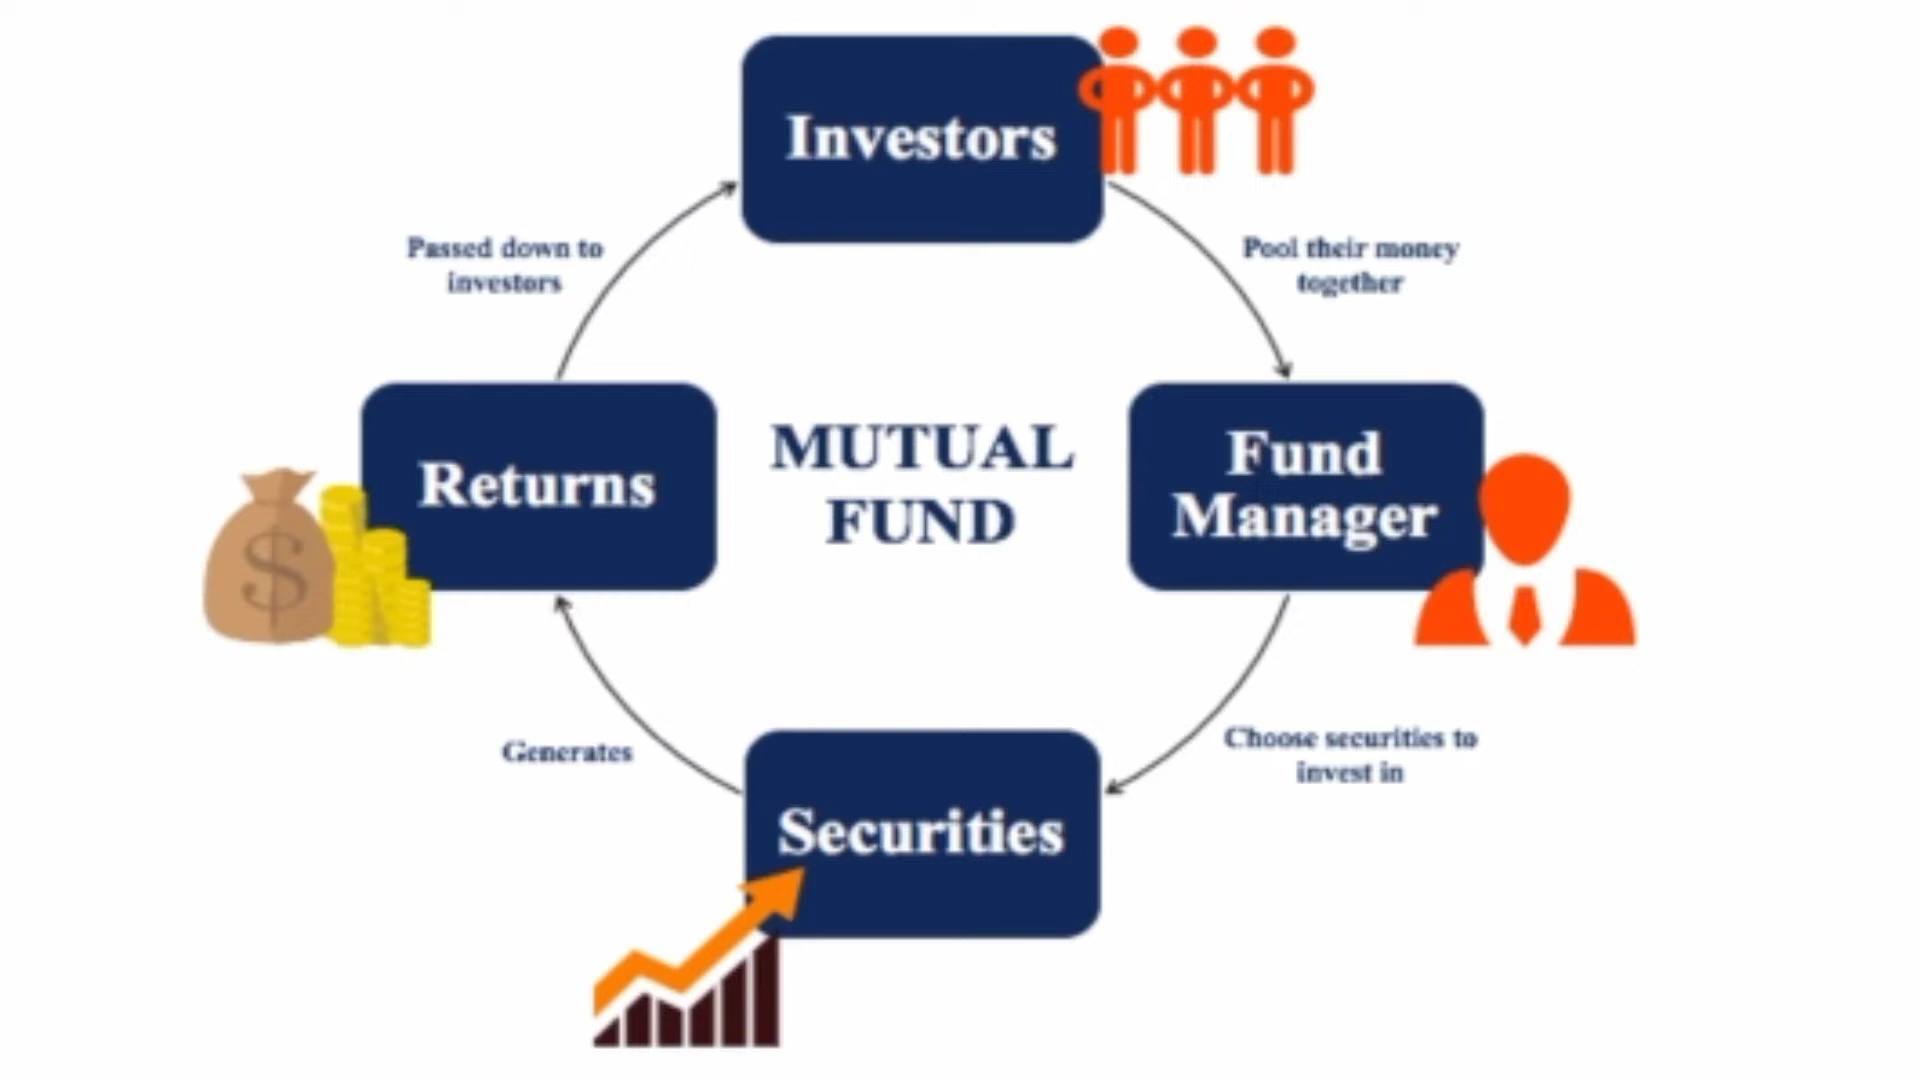 Investors
Passed down to
investors
Pool their money
together
Returns
MUTUAL
FUND
Fund
Manager
$
Generates
Choose securities to
invest in
Securities